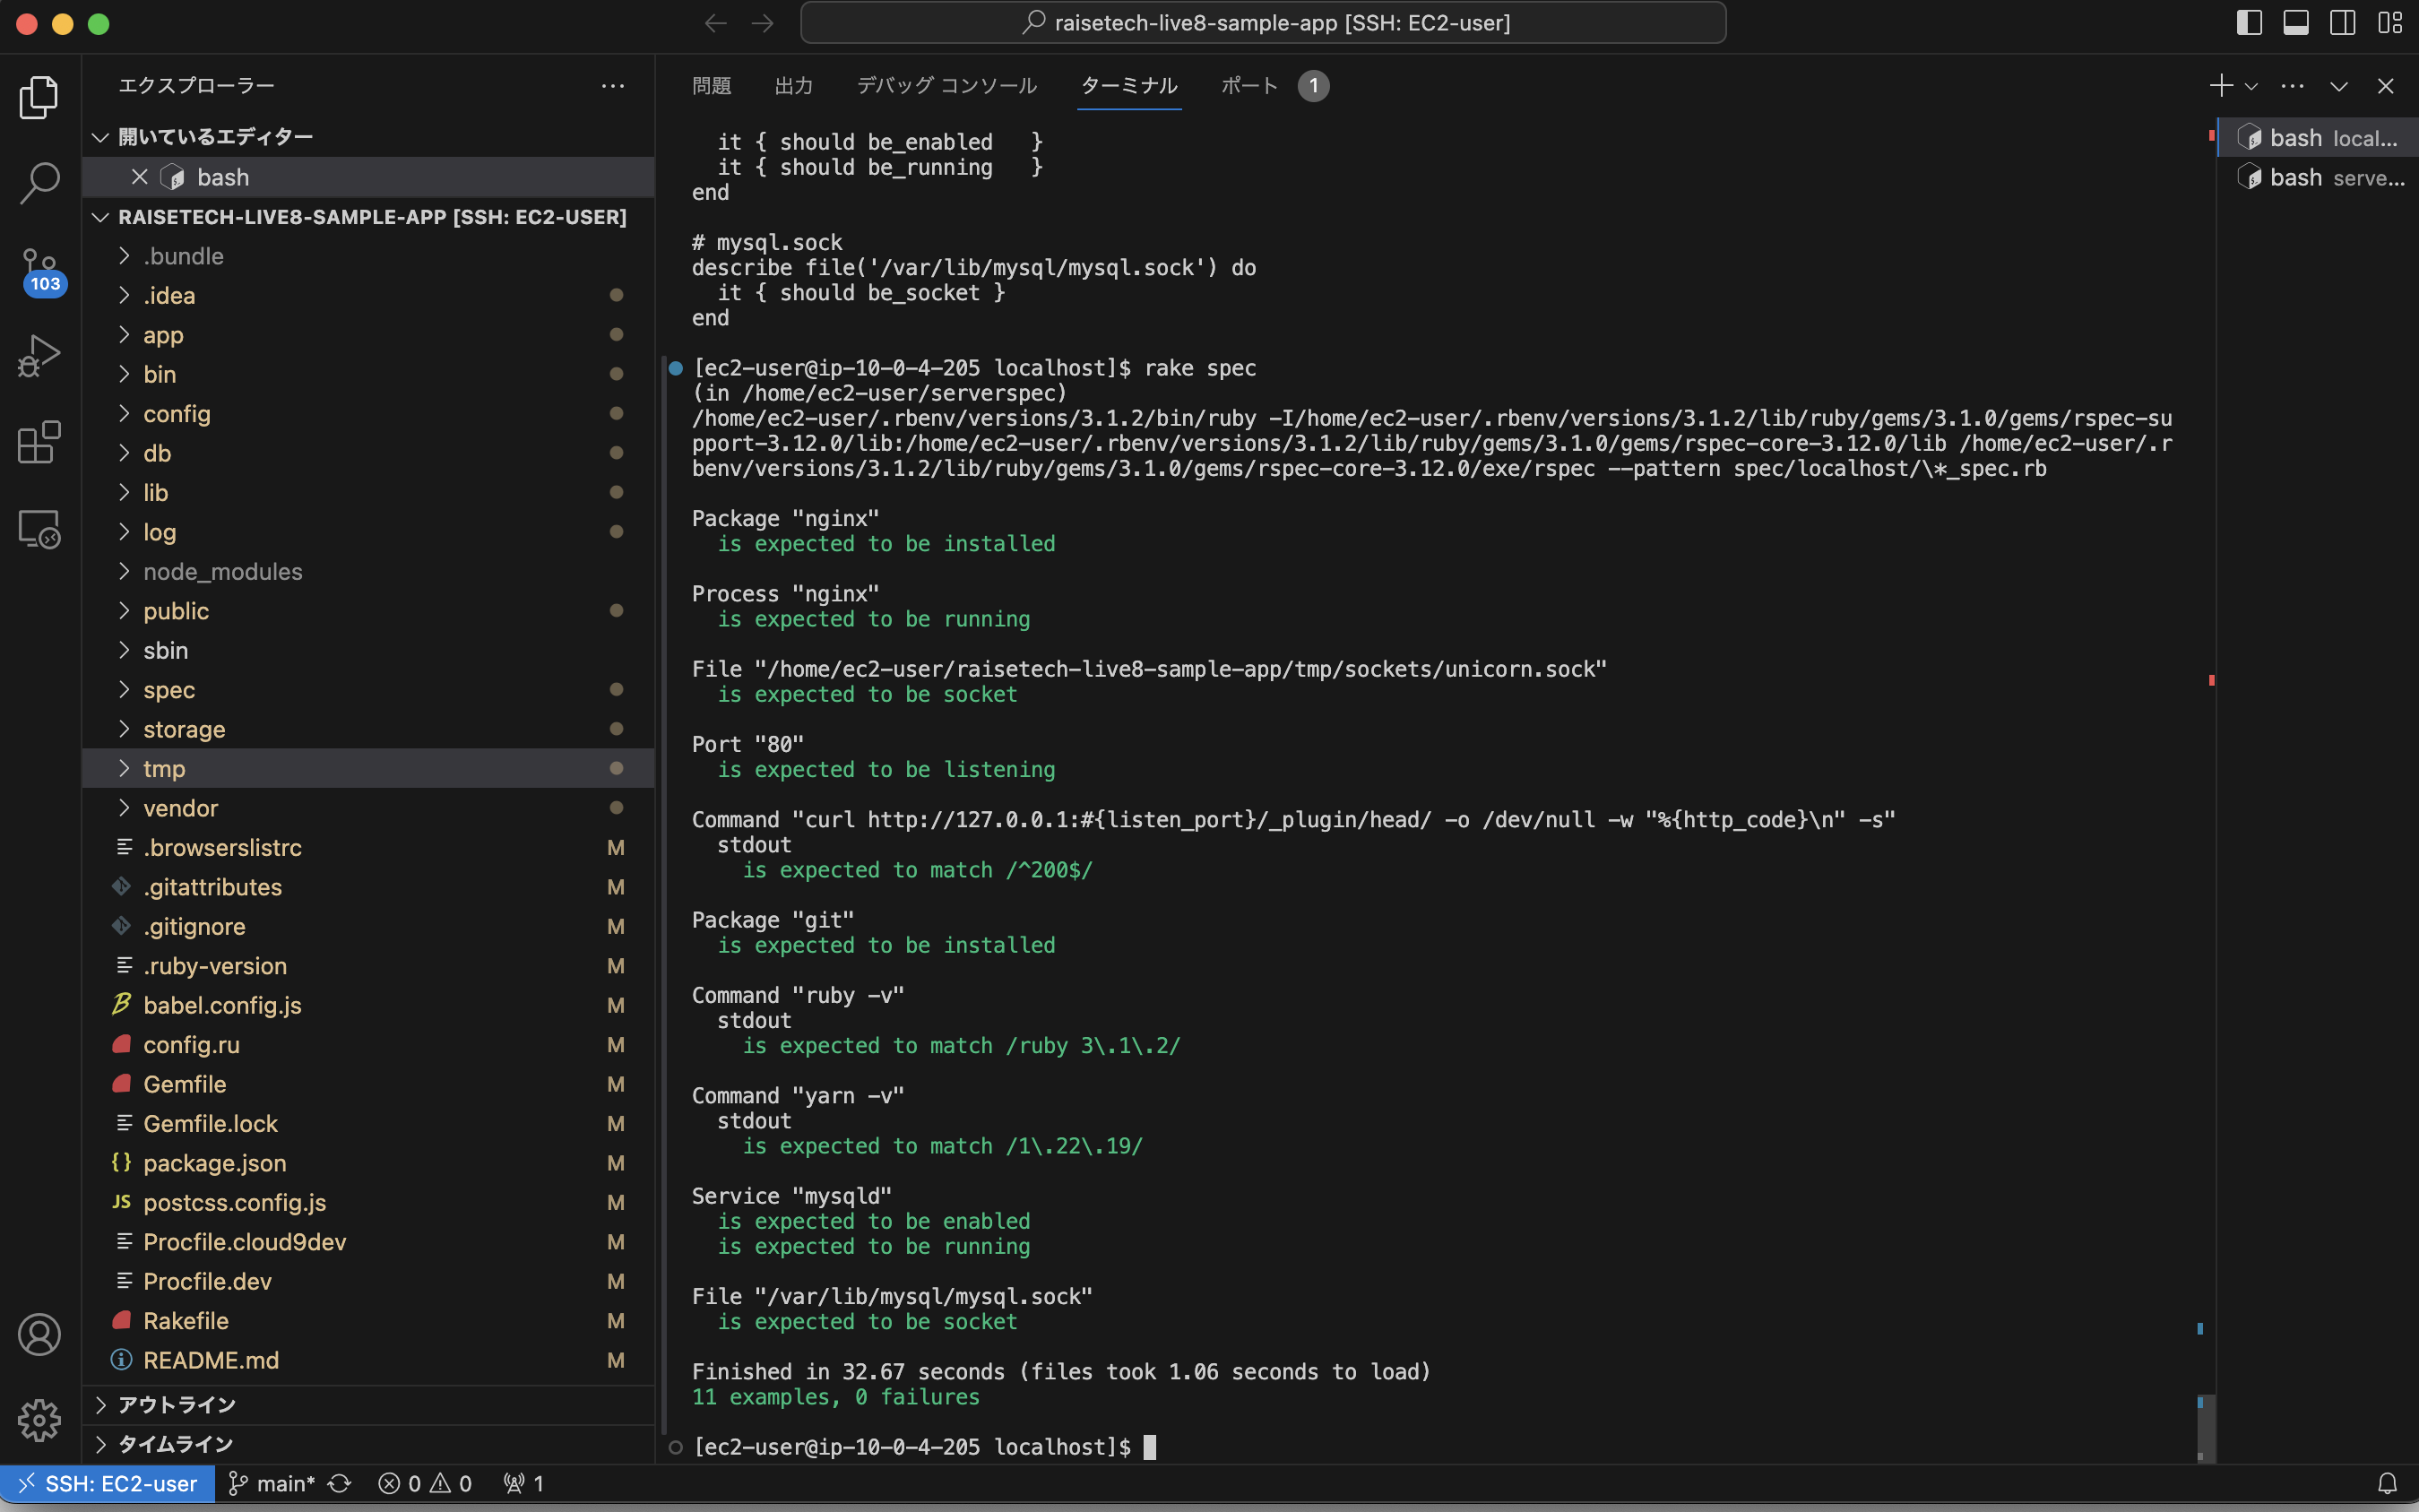 raisetech-live8-sample-app [SSH: EC2-user]
エクスプローラー
開いているエディター
bash
RAISETECH-LIVE8-SAMPLE-APP [SSH: EC2-USER]
.bundle
.idea
app
bin
config
db
lib
log
node_modules
public
sbin
spec
storage
tmp
vendor
.browserslistrc M
.gitattributes M
.gitignore M
.ruby-version M
babel.config.js M
config.ru M
Gemfile M
Gemfile.lock M
{} package.json M
JS postcss.config.js M
Procfile.cloud9dev M
Procfile.dev M
Rakefile M
README.md M
アウトライン
タイムライン
103
問題 出力 デバッグ コンソール ターミナル ポート 1
it { should be_enabled   }
it { should be_running   }
end
# mysql.sock
describe file('/var/lib/mysql/mysql.sock') do
it { should be_socket }
end
[ec2-user@ip-10-0-4-205 localhost]$ rake spec
(in /home/ec2-user/serverspec)
/home/ec2-user/.rbenv/versions/3.1.2/bin/ruby -I/home/ec2-user/.rbenv/versions/3.1.2/lib/ruby/gems/3.1.0/gems/rspec-su
pport-3.12.0/lib:/home/ec2-user/.rbenv/versions/3.1.2/lib/ruby/gems/3.1.0/gems/rspec-core-3.12.0/lib /home/ec2-user/.r
benv/versions/3.1.2/lib/ruby/gems/3.1.0/gems/rspec-core-3.12.0/exe/rspec --pattern spec/localhost/\*_spec.rb
Package "nginx"
is expected to be installed
Process "nginx"
is expected to be running
File "/home/ec2-user/raisetech-live8-sample-app/tmp/sockets/unicorn.sock"
is expected to be socket
Port "80"
is expected to be listening
Command "curl http://127.0.0.1:#{listen_port}/_plugin/head/ -o /dev/null -w "%{http_code}\n" -s"
stdout
is expected to match /^200$/
Package "git"
is expected to be installed
Command "ruby -v"
stdout
is expected to match /ruby 3\.1\.2/
Command "yarn -v"
stdout
is expected to match /1\.22\.19/
Service "mysqld"
is expected to be enabled
is expected to be running
File "/var/lib/mysql/mysql.sock"
is expected to be socket
Finished in 32.67 seconds (files took 1.06 seconds to load)
11 examples, 0 failures
[ec2-user@ip-10-0-4-205 localhost]$
bash local...
bash serve...
SSH: EC2-user main* 0 0 1